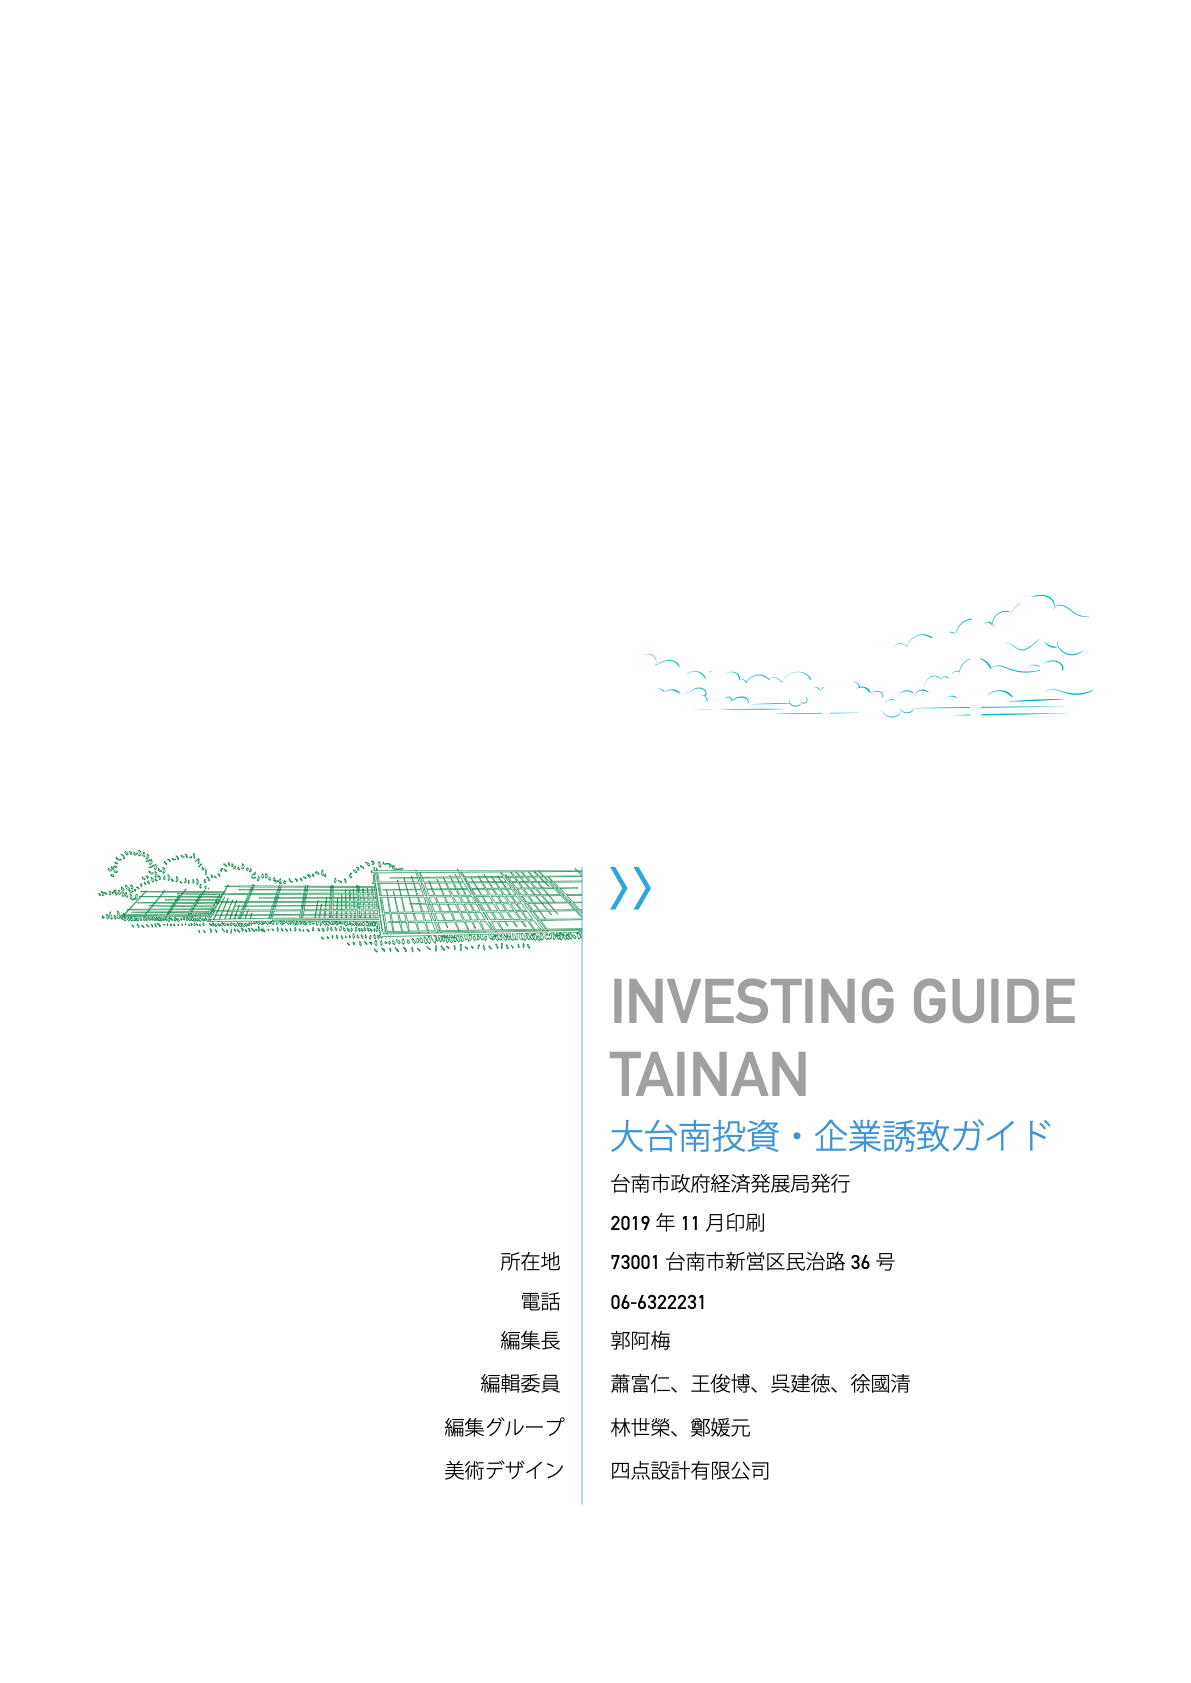 INVESTING GUIDE
TAINAN
大台南投資・企業誘致ガイド
台南市政府経済発展局発行
2019 年 11 月印刷
所在地 73001 台南市新営区民治路 36 号
電話 06-6322231
編集長 郭阿梅
編輯委員 蕭富仁、王俊博、呉建徳、徐國清
編集グループ 林世榮、鄭媛元
美術デザイン 四点設計有限公司